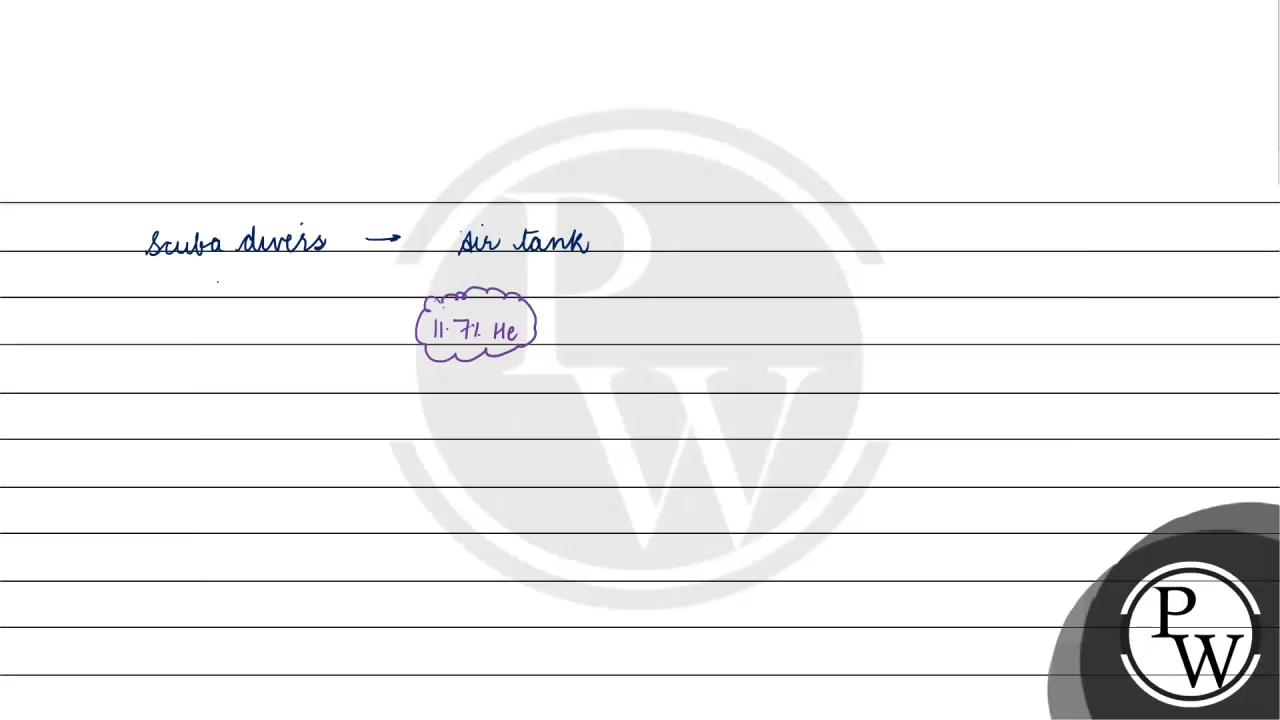 Scuba divers → Air tank
11.7% He
P
W
P
W